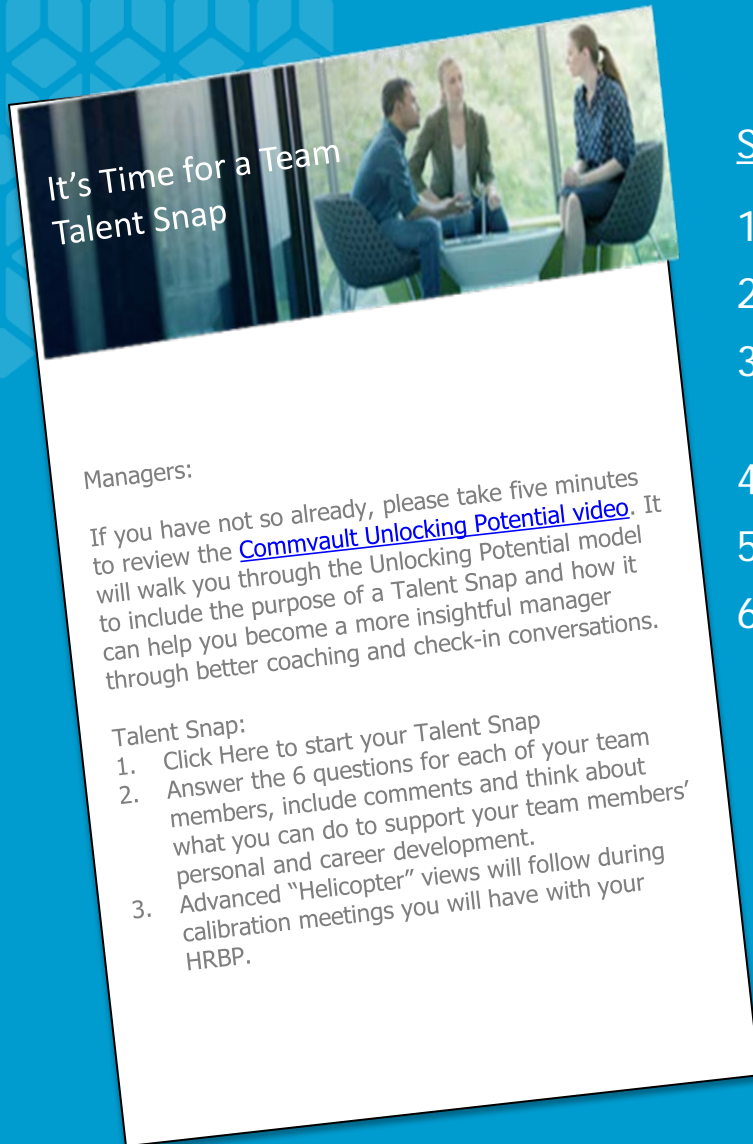 It's Time for a Team
Talent Snap
Managers:
If you have not so already, please take five minutes
to review the Commvault Unlocking Potential video. It
will walk you through the Unlocking Potential model
to include the purpose of a Talent Snap and how it
can help you become a more insightful manager
through better coaching and check-in conversations.
Talent Snap:
1. Click Here to start your Talent Snap
2. Answer the 6 questions for each of your team
members, include comments and think about
what you can do to support your team members'
personal and career development.
3. Advanced “Helicopter” views will follow during
calibration meetings you will have with your
HRBP.
S
1
2
3
4
5
6